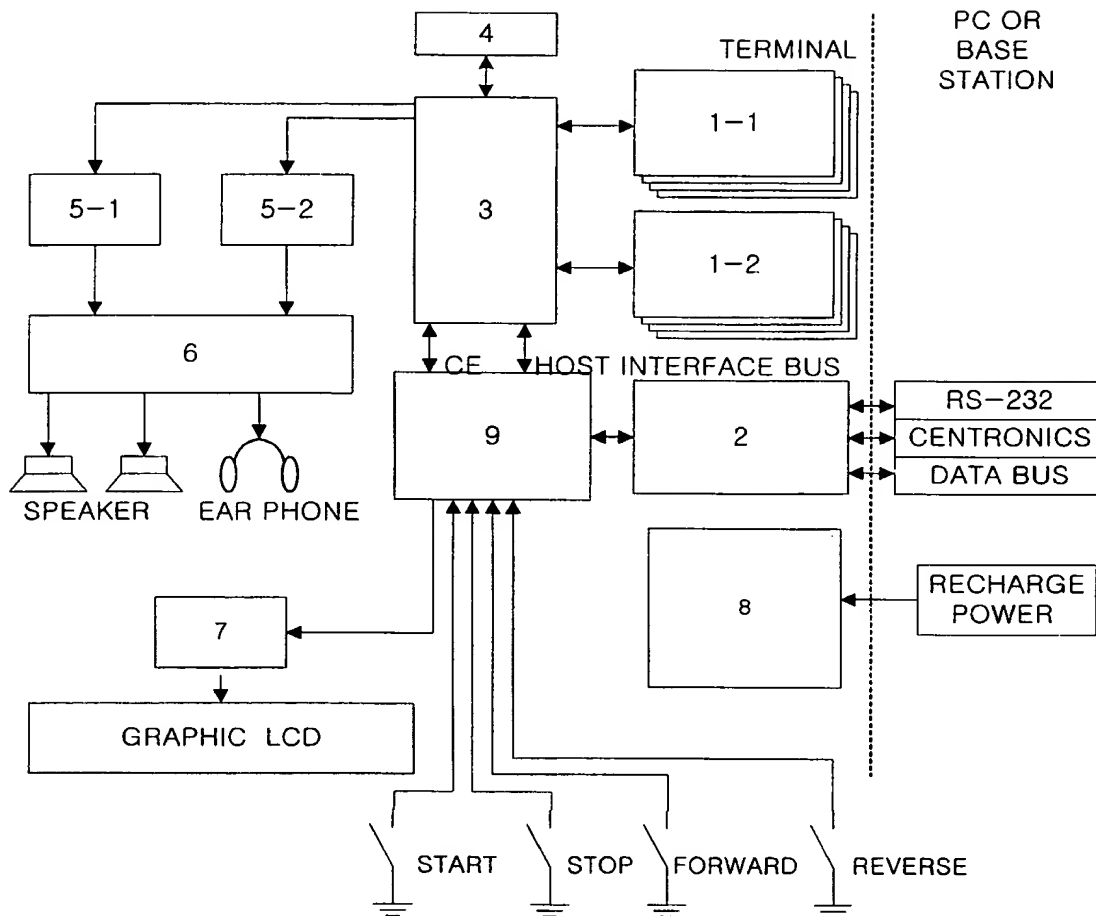 4
TERMINAL
PC OR
BASE
STATION
1-1
5-1
5-2
3
1-2
6
CE
HOST INTERFACE BUS
9
2
RS-232
CENTRONICS
DATA BUS
SPEAKER
EAR PHONE
8
RECHARGE
POWER
7
GRAPHIC LCD
START
STOP
FORWARD
REVERSE